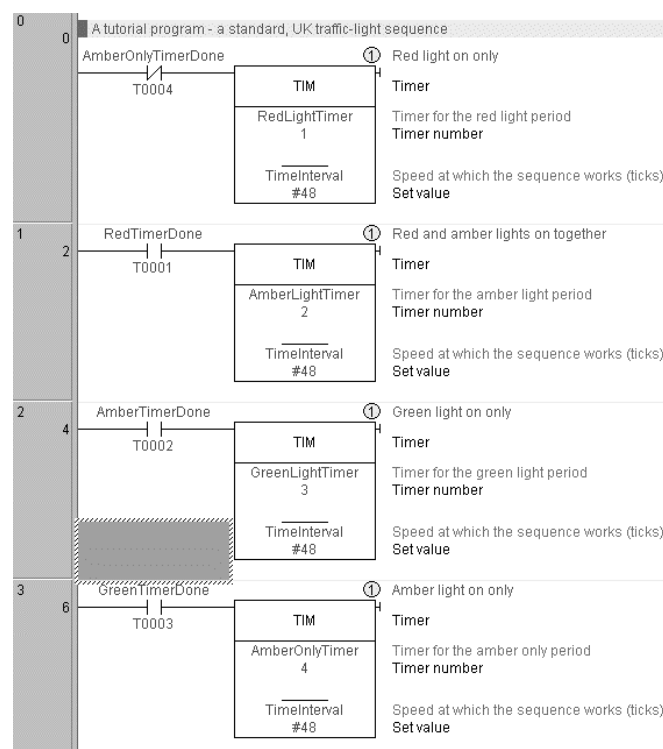 0
0
A tutorial program - a standard, UK traffic-light sequence
AmberOnlyTimerDone
T0004
1 Red light on only
TIM Timer
RedLightTimer Timer for the red light period
1 Timer number
TimeInterval Speed at which the sequence works (ticks)
#48 Set value
1
2
RedTimerDone
T0001
1 Red and amber lights on together
TIM Timer
AmberLightTimer Timer for the amber light period
2 Timer number
TimeInterval Speed at which the sequence works (ticks)
#48 Set value
2
4
AmberTimerDone
T0002
1 Green light on only
TIM Timer
GreenLightTimer Timer for the green light period
3 Timer number
TimeInterval Speed at which the sequence works (ticks)
#48 Set value
3
6
GreenTimerDone
T0003
1 Amber light on only
TIM Timer
AmberOnlyTimer Timer for the amber only period
4 Timer number
TimeInterval Speed at which the sequence works (ticks)
#48 Set value